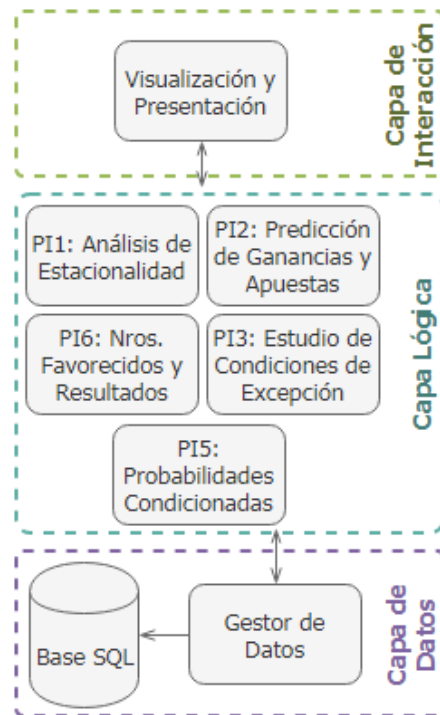 Visualización y
Presentación
Capa de
Interacción
PI1: Análisis de
Estacionalidad
PI2: Predicción
de Ganancias y
Apuestas
PI6: Nros.
Favorecidos y
Resultados
PI3: Estudio de
Condiciones de
Excepción
PI5:
Probabilidades
Condicionadas
Capa Lógica
Base SQL
Gestor de
Datos
Capa de
Datos